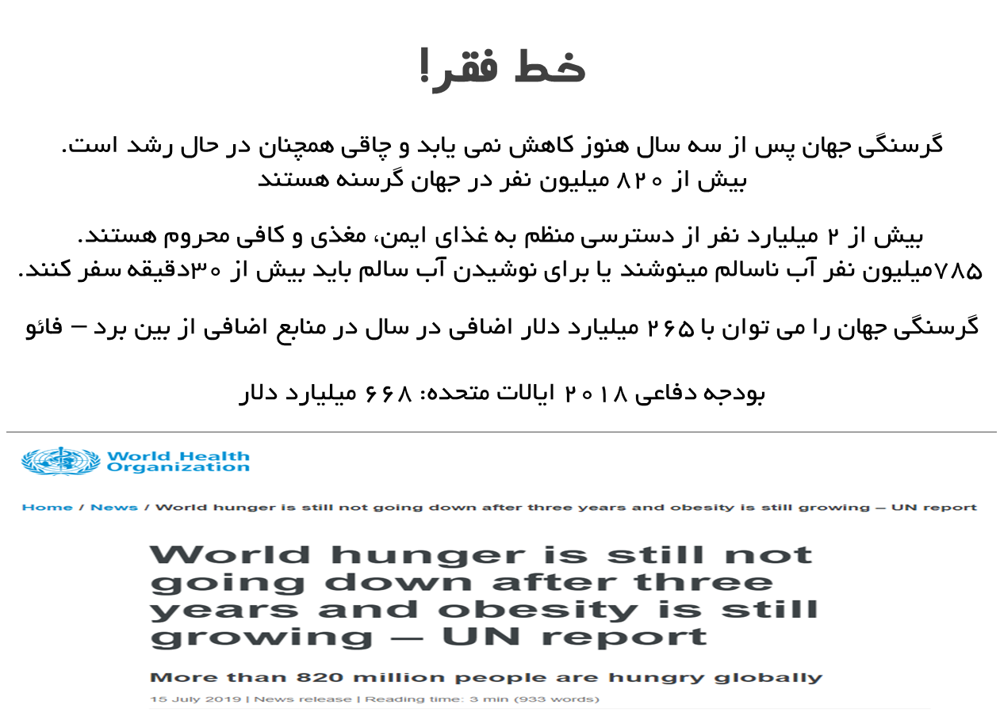 خط فقر!
گرسنگی جهان پس از سه سال هنوز کاهش نمی یابد و چاقی همچنان در حال رشد است.
بیش از ۸۲۰ میلیون نفر در جهان گرسنه هستند
بیش از ۲ میلیارد نفر از دسترسی منظم به غذای ایمن، مغذی و کافی محروم هستند.
۷۸۵میلیون نفر آب ناسالم مینوشند یا برای نوشیدن آب سالم باید بیش از ۳۰دقیقه سفر کنند.
گرسنگی جهان را می توان با ۲۶۵ میلیارد دلار اضافی در سال در منابع اضافی از بین برد – فائو
بودجه دفاعی ۲۰۱۸ ایالات متحده: ۶۶۸ میلیارد دلار
World Health
Organization
Home / News / World hunger is still not going down after three years and obesity is still growing – UN report
World hunger is still not
going down after three
years and obesity is still
growing – UN report
More than 820 million people are hungry globally
15 July 2019 | News release | Reading time: 3 min (933 words)